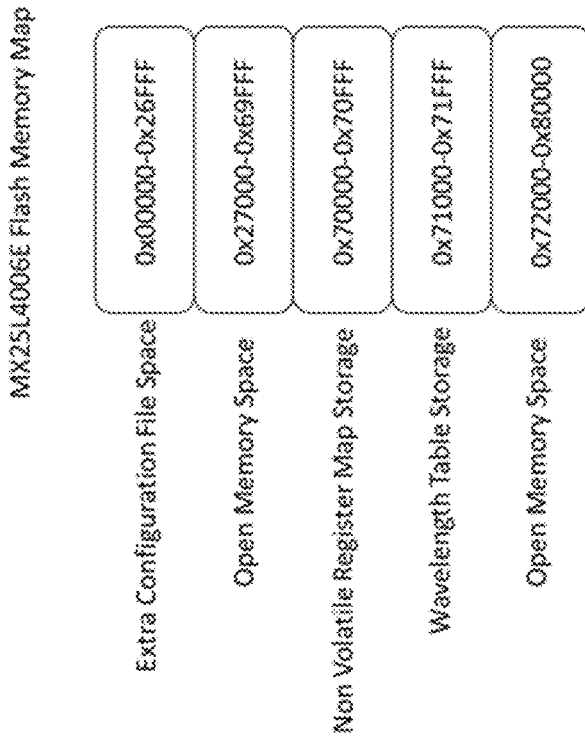 MX25L4006E Flash Memory Map
Extra Configuration File Space
0x00000-0x26FFF
Open Memory Space
0x27000-0x69FFF
Non Volatile Register Map Storage
0x70000-0x70FFF
Wavelength Table Storage
0x71000-0x71FFF
Open Memory Space
0x72000-0x80000